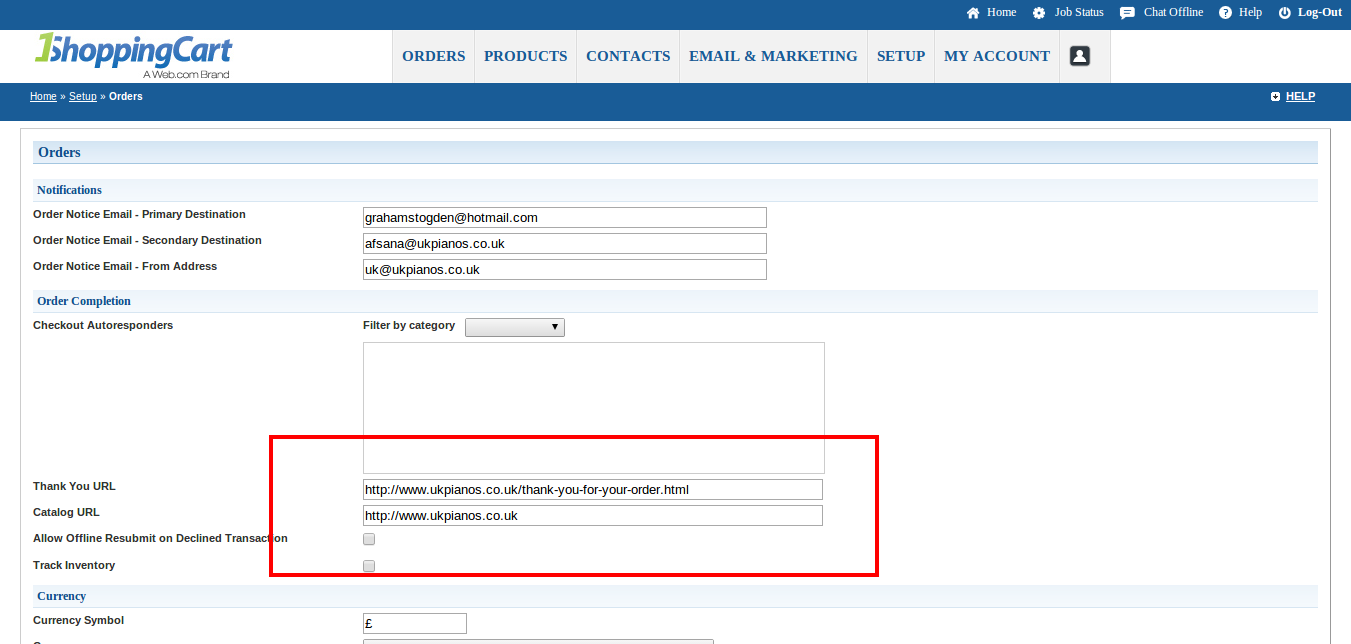 Home Job Status Chat Offline Help Log-Out
1ShoppingCart
A Web.com Brand
ORDERS PRODUCTS CONTACTS EMAIL & MARKETING SETUP MY ACCOUNT
Home » Setup » Orders HELP
Orders
Notifications
Order Notice Email - Primary Destination grahamstogden@hotmail.com
Order Notice Email - Secondary Destination afsana@ukpianos.co.uk
Order Notice Email - From Address uk@ukpianos.co.uk
Order Completion
Checkout Autoresponders Filter by category
Thank You URL http://www.ukpianos.co.uk/thank-you-for-your-order.html
Catalog URL http://www.ukpianos.co.uk
Allow Offline Resubmit on Declined Transaction
Track Inventory
Currency
Currency Symbol £